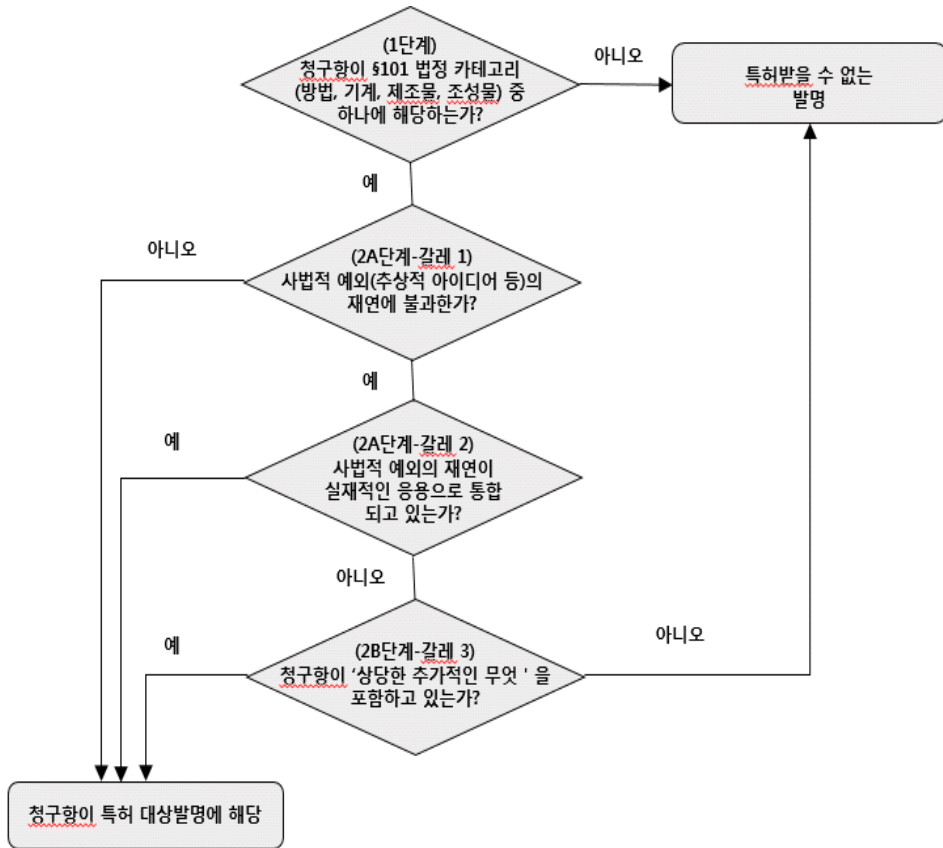 (1단계)
청구항이 §101 법정 카테고리
(방법, 기계, 제조물, 조성물) 중
하나에 해당하는가?
아니오
특허받을 수 없는
발명
예
(2A단계-갈레 1)
사법적 예외(추상적 아이디어 등)의
재연에 불과한가?
아니오
예
(2A단계-갈레 2)
사법적 예외의 재연이
실재적인 응용으로 통합
되고 있는가?
예
아니오
(2B단계-갈레 3)
청구항이 '상당한 추가적인 무엇 ' 을
포함하고 있는가?
예
아니오
청구항이 특허 대상발명에 해당